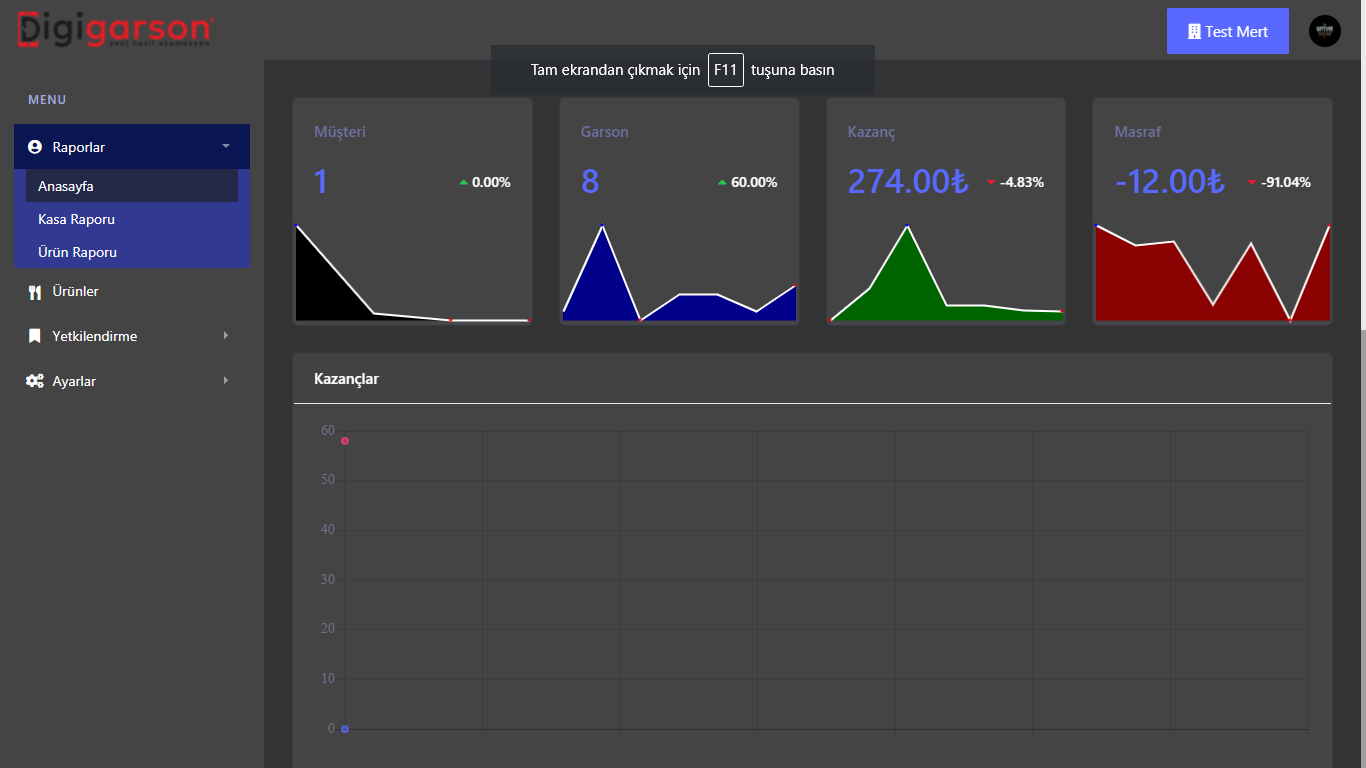 Digigarson
yeni nesil otomasyon
Test Mert
Tam ekrandan çıkmak için F11 tuşuna basın
MENU
Raporlar
Anasayfa
Kasa Raporu
Ürün Raporu
Ürünler
Yetkilendirme
Ayarlar
Müşteri
1
0.00%
Garson
8
60.00%
Kazanç
274.00₺
-4.83%
Masraf
-12.00₺
-91.04%
Kazançlar
60
50
40
30
20
10
0